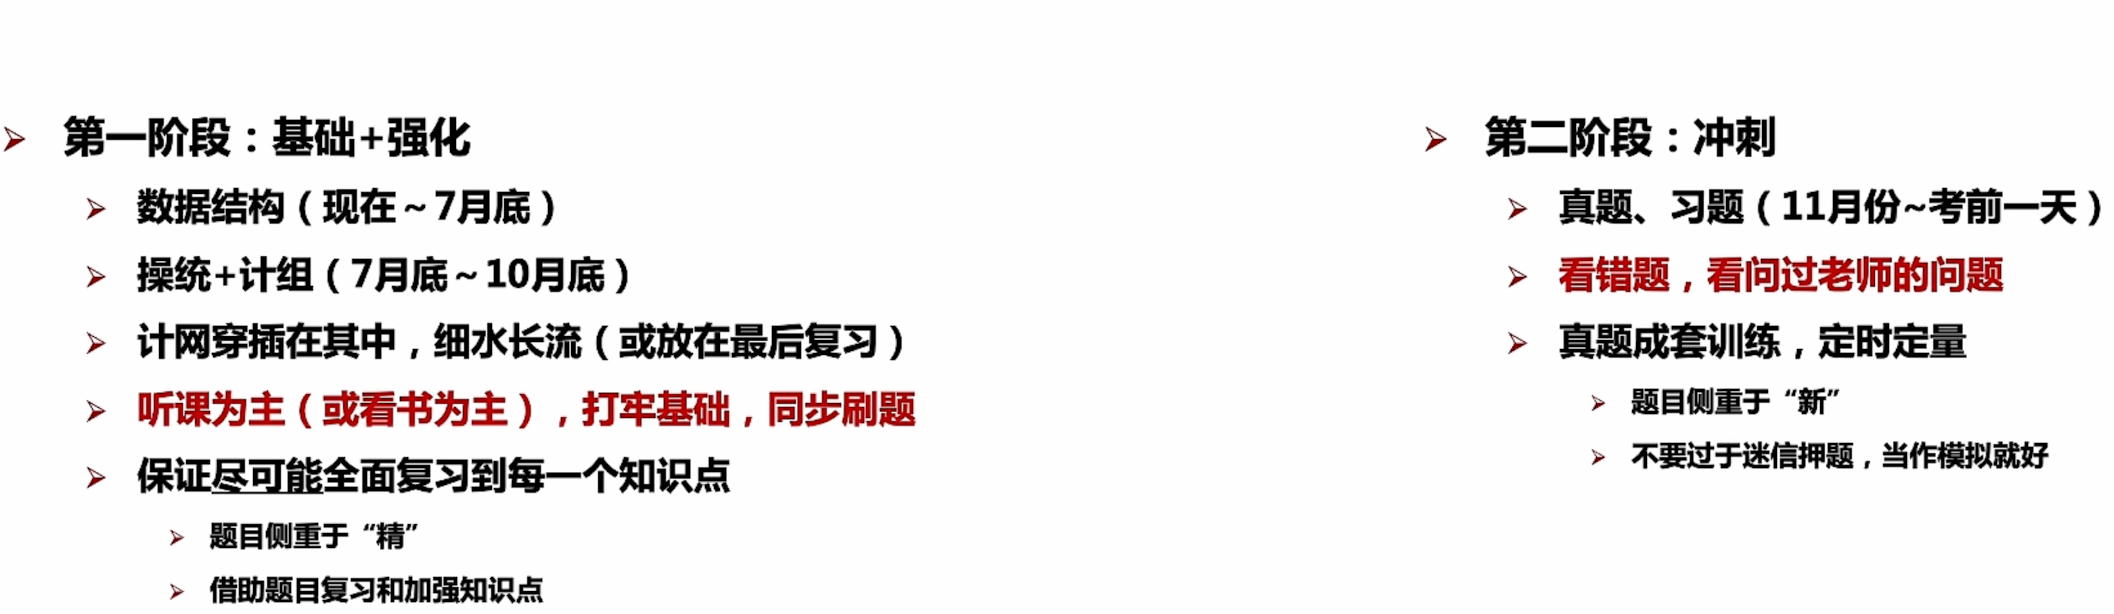 第一阶段：基础+强化
数据结构（现在～7月底）
操统+计组（7月底～10月底）
计网穿插在其中，细水长流（或放在最后复习）
听课为主（或看书为主），打牢基础，同步刷题
保证尽可能全面复习到每一个知识点
题目侧重于“精”
借助题目复习和加强知识点
第二阶段：冲刺
真题、习题（11月份~考前一天）
看错题，看问过老师的问题
真题成套训练，定时定量
题目侧重于“新”
不要过于迷信押题，当作模拟就好